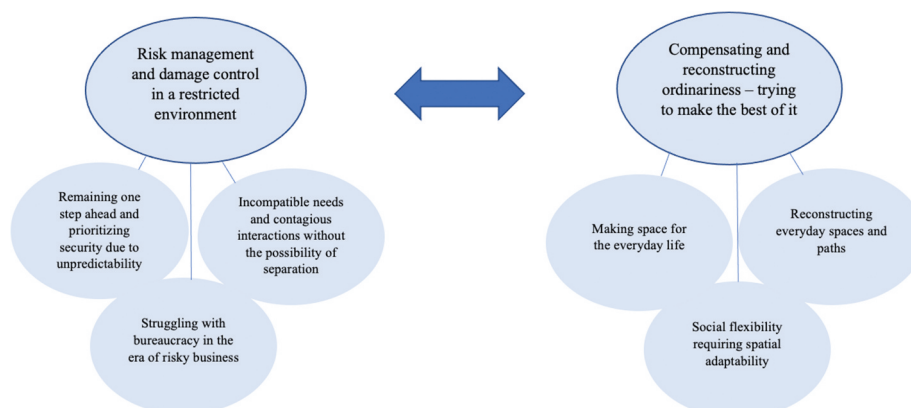 Risk management
and damage control
in a restricted
environment
Compensating and
reconstructing
ordinariness – trying
to make the best of it
Remaining one
step ahead and
prioritizing
security due to
unpredictability
Incompatible needs
and contagious
interactions without
the possibility of
separation
Struggling with
bureaucracy in the
era of risky business
Making space for
the everyday life
Reconstructing
everyday spaces and
paths
Social flexibility
requiring spatial
adaptability